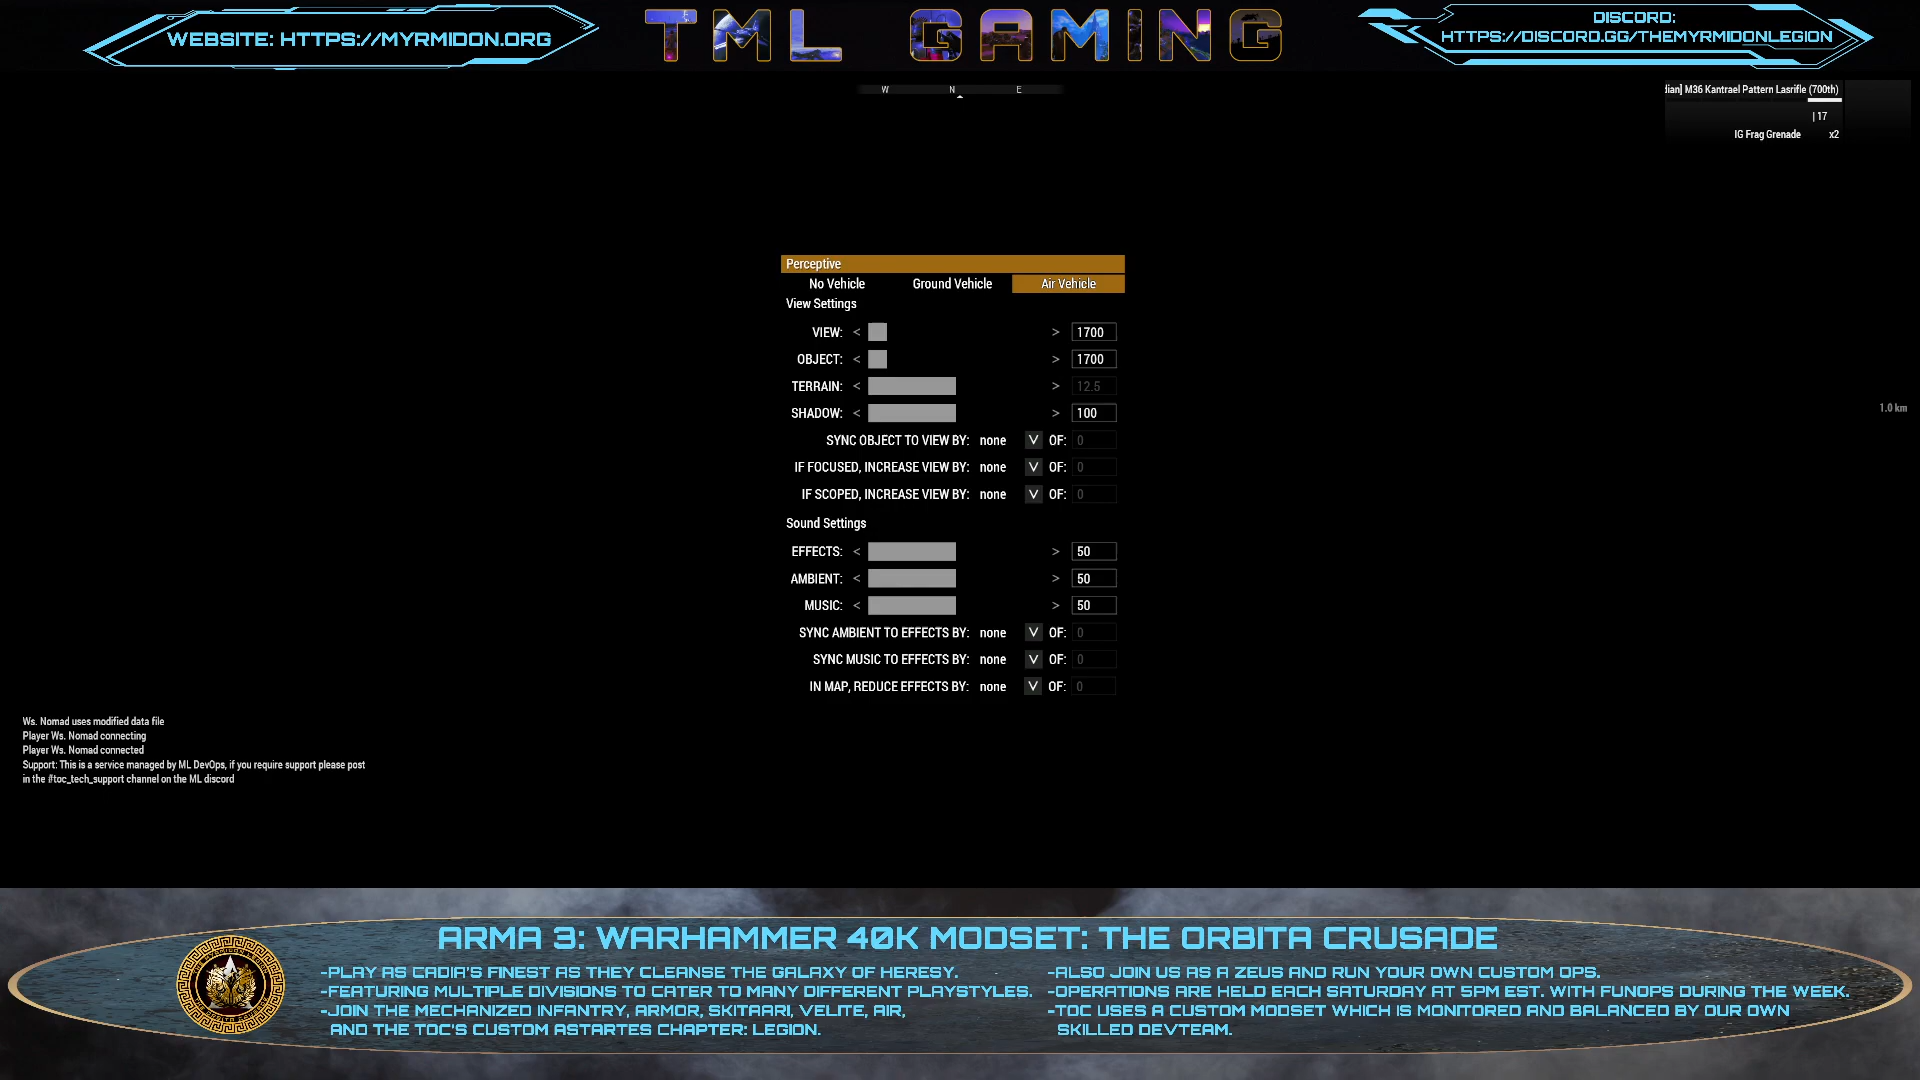 WEBSITE: HTTPS://MYRMIDON.ORG
TML GAMING
DISCORD:
HTTPS://DISCORD.GG/THEMYRMIDONLEGION
W N E
dian] M36 Kantrael Pattern Lasrifle (700th)
| 17
IG Frag Grenade x2
Perceptive
No Vehicle Ground Vehicle Air Vehicle
View Settings
VIEW: < > 1700
OBJECT: < > 1700
TERRAIN: < > 12.5
SHADOW: < > 100
1.0 km
SYNC OBJECT TO VIEW BY: none V OF: 0
IF FOCUSED, INCREASE VIEW BY: none V OF: 0
IF SCOPED, INCREASE VIEW BY: none V OF: 0
Sound Settings
EFFECTS: < > 50
AMBIENT: < > 50
MUSIC: < > 50
SYNC AMBIENT TO EFFECTS BY: none V OF: 0
SYNC MUSIC TO EFFECTS BY: none V OF: 0
IN MAP, REDUCE EFFECTS BY: none V OF: 0
Ws. Nomad uses modified data file
Player Ws. Nomad connecting
Player Ws. Nomad connected
Support: This is a service managed by ML DevOps, if you require support please post
in the #toc_tech_support channel on the ML discord
ARMA 3: WARHAMMER 40K MODSET: THE ORBITA CRUSADE
-PLAY AS CADIA'S FINEST AS THEY CLEANSE THE GALAXY OF HERESY.
-FEATURING MULTIPLE DIVISIONS TO CATER TO MANY DIFFERENT PLAYSTYLES.
-JOIN THE MECHANIZED INFANTRY, ARMOR, SKITAARI, VELITE, AIR,
AND THE TOC'S CUSTOM ASTARTES CHAPTER: LEGION.
-ALSO JOIN US AS A ZEUS AND RUN YOUR OWN CUSTOM OPS.
-OPERATIONS ARE HELD EACH SATURDAY AT 5PM EST. WITH FUNOPS DURING THE WEEK.
-TOC USES A CUSTOM MODSET WHICH IS MONITORED AND BALANCED BY OUR OWN
SKILLED DEVTEAM.